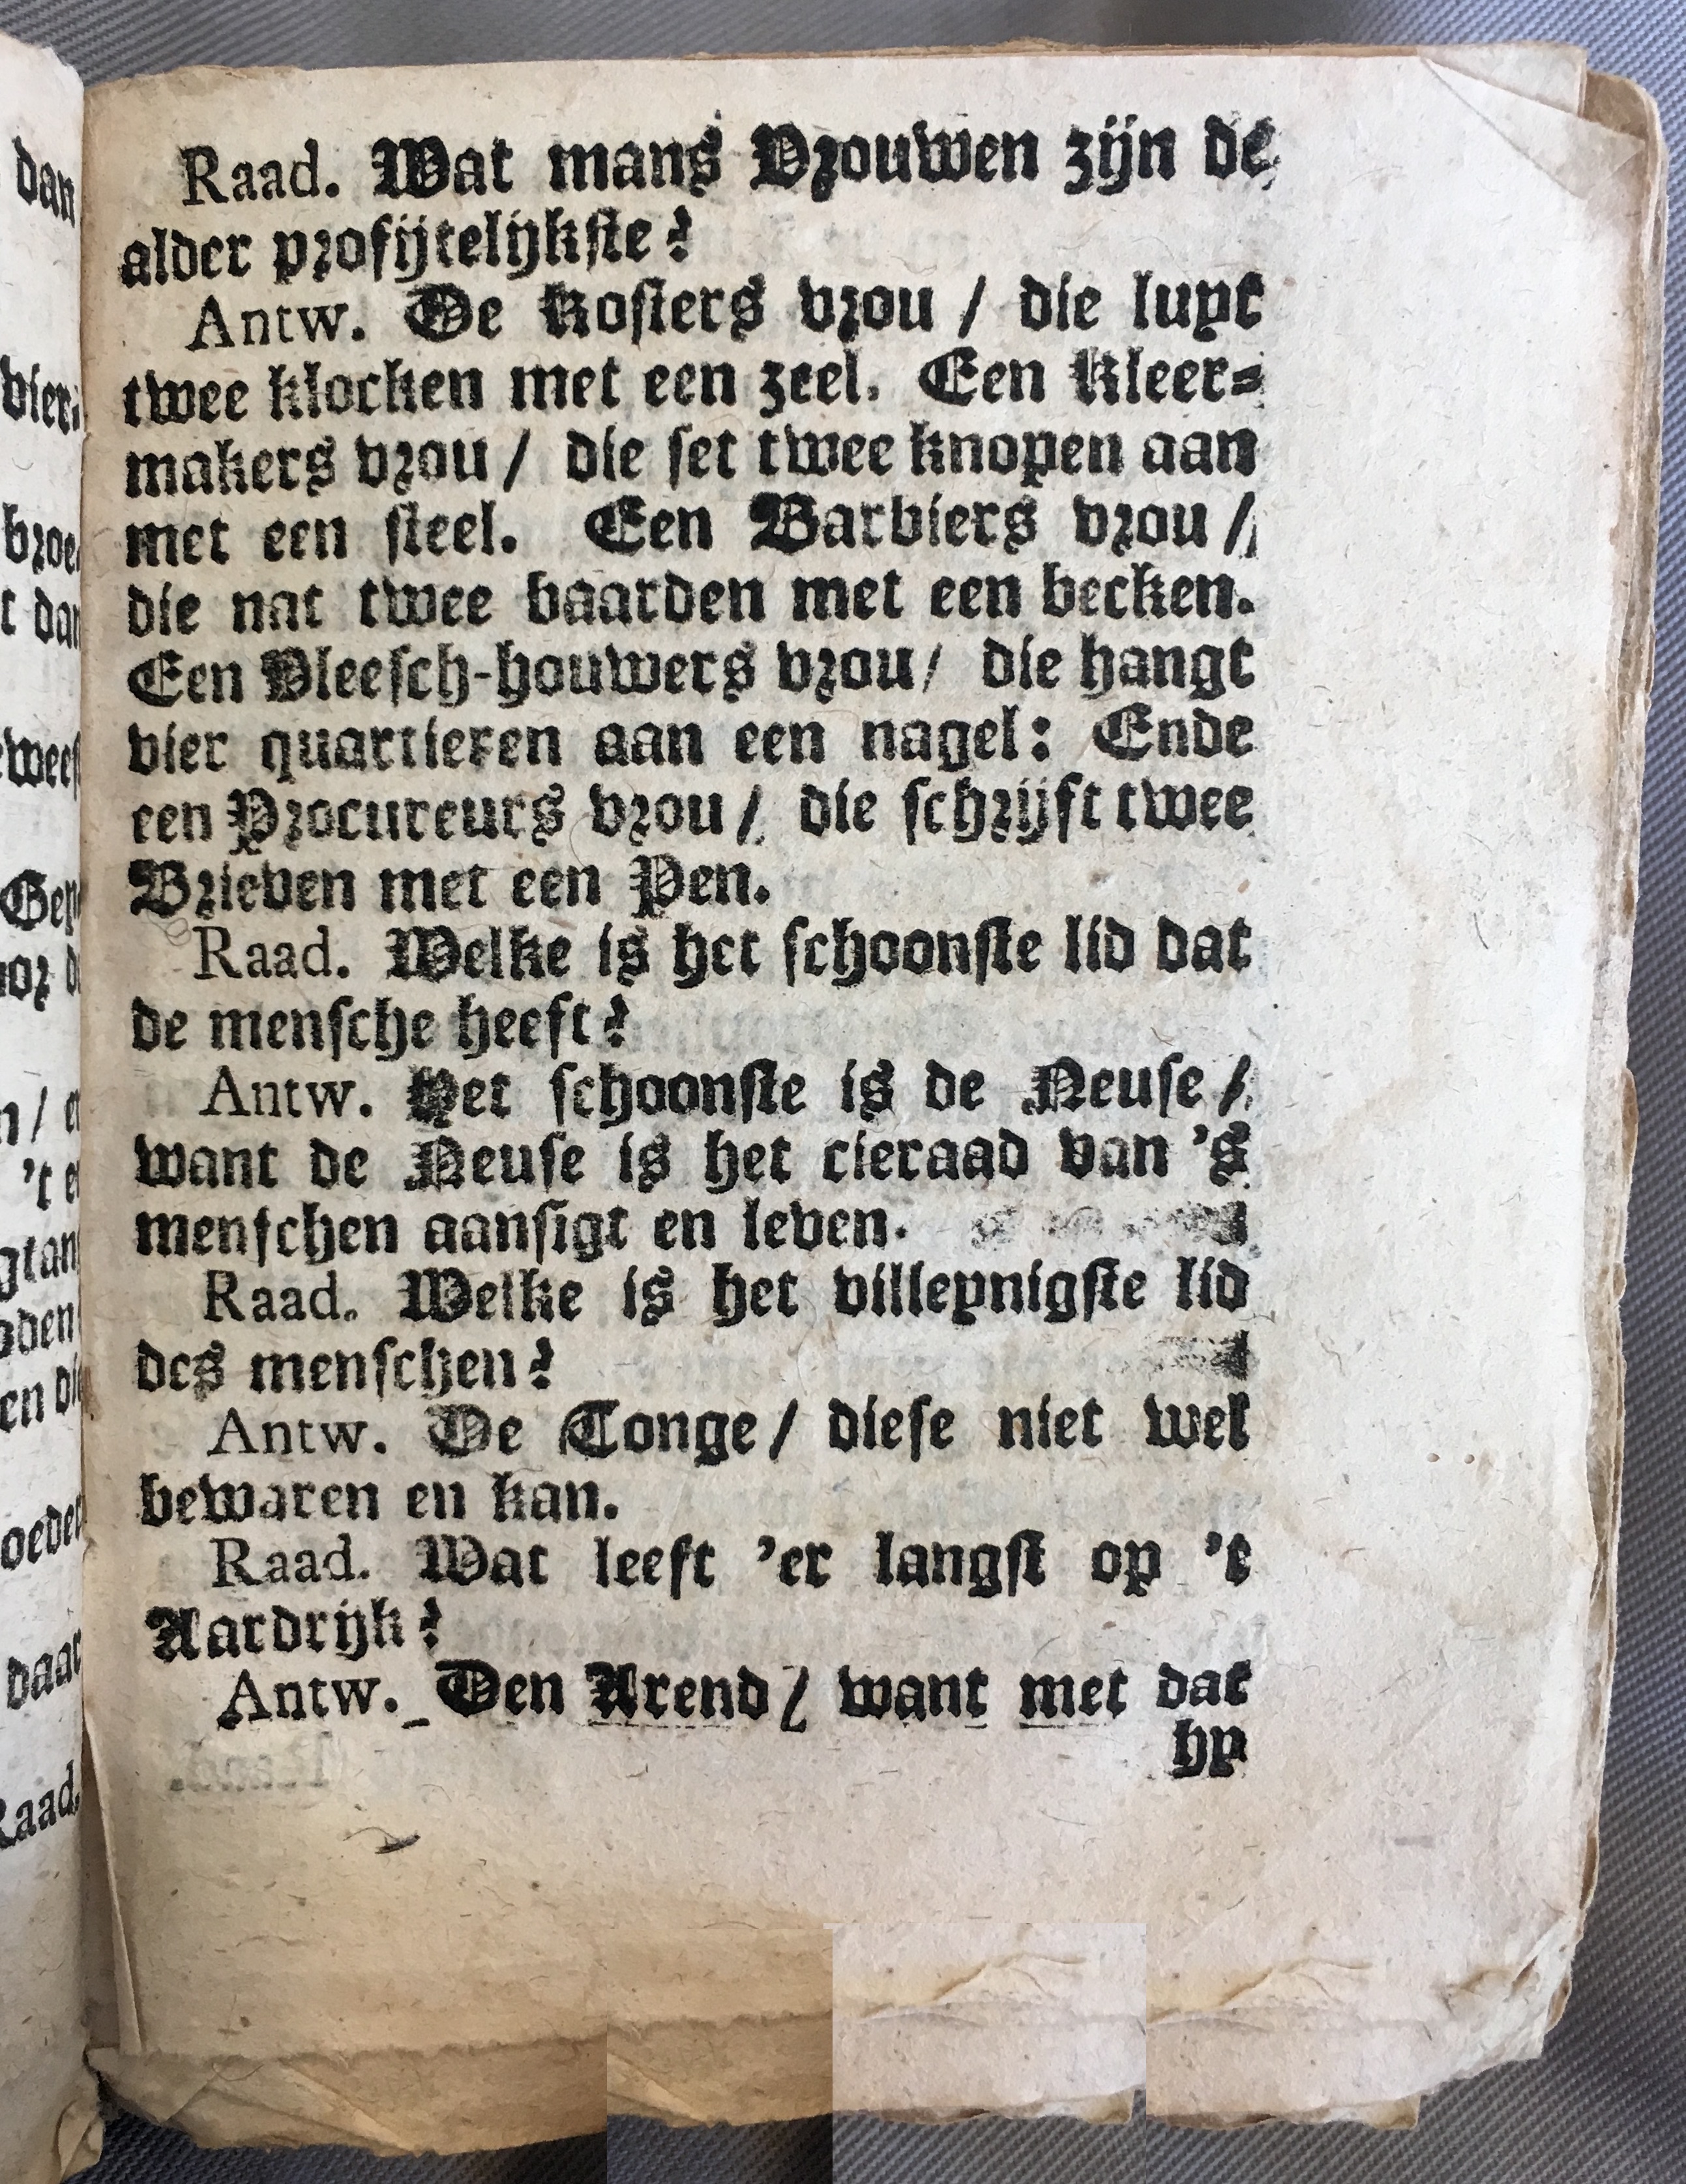 Raad. Wat mans Vrouwen zijn de
alder profijtelijkste?
Antw. De Kosters vrou / die luyt
twee klocken met een zeel. Een Kleer-
makers vrou / die set twee knopen aan
met een steel. Een Barbiers vrou /
die nat twee baarden met een becken.
Een Vleesch-houwers vrou / die hangt
vier quartieren aan een nagel: Ende
een Procureurs vrou / die schrijft twee
Brieven met een Pen.
Raad. Welke is het schoonste lid dat
de mensche heeft?
Antw. Het schoonste is de Neuse /
want de Neuse is het cieraad van 's
menschen aansigt en leven.
Raad. Welke is het villeynigste lid
des menschen?
Antw. De Tonge / diese niet wel
bewaren en kan.
Raad. Wat leeft 'er langst op 't
Aardrijk?
Antw. Den Arend / want met dat
hy